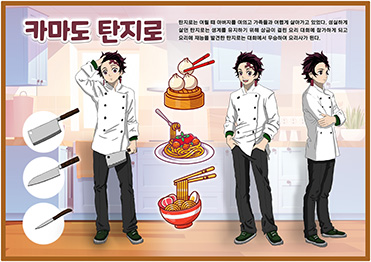 카마도 탄지로
탄지로는 어릴 때 아버지를 여의고 가족들과 어렵게 살아가고 있었다. 성실하게
살던 탄지로는 생계를 유지하기 위해 상금이 걸린 요리 대회에 참가하게 되고
요리에 재능을 발견한 탄지로는 대회에서 우승하여 요리사가 된다.